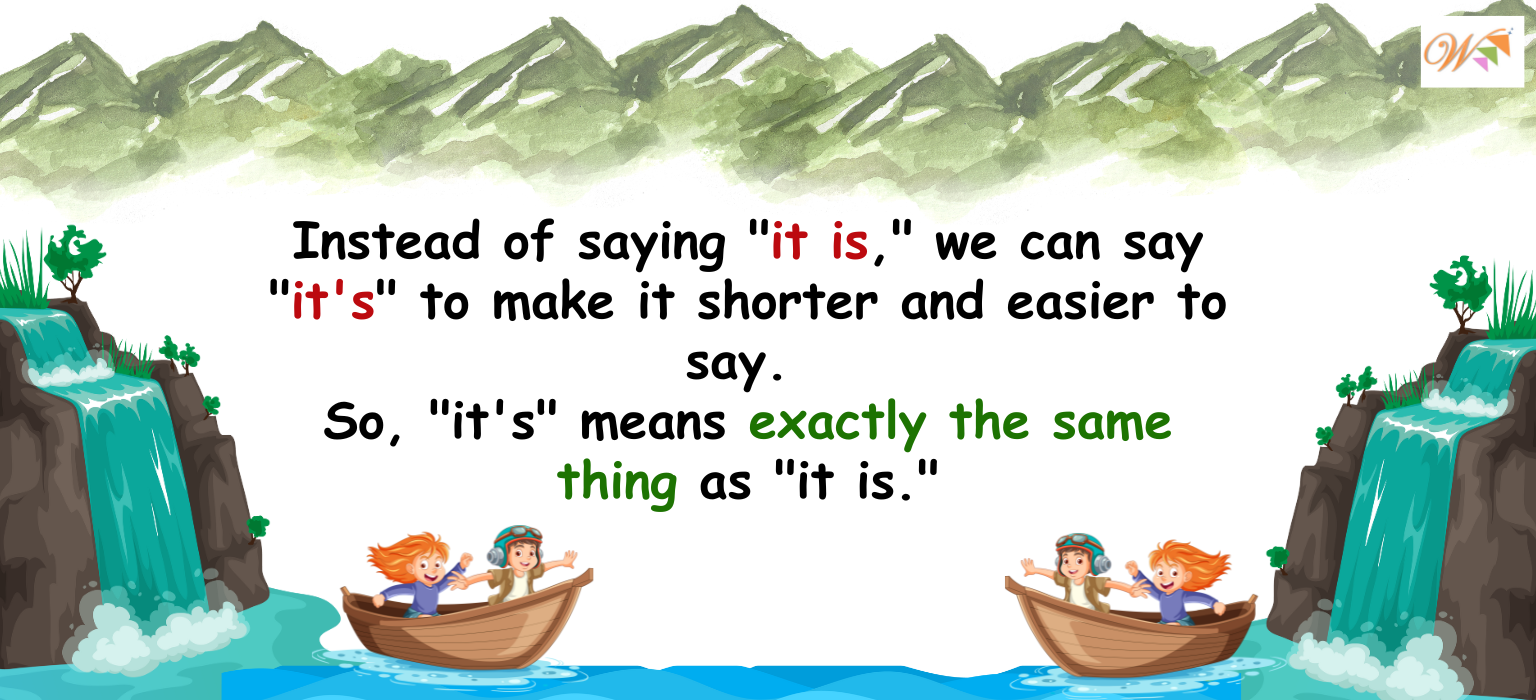 Instead of saying "it is," we can say
"it's" to make it shorter and easier to
say.
So, "it's" means exactly the same
thing as "it is."